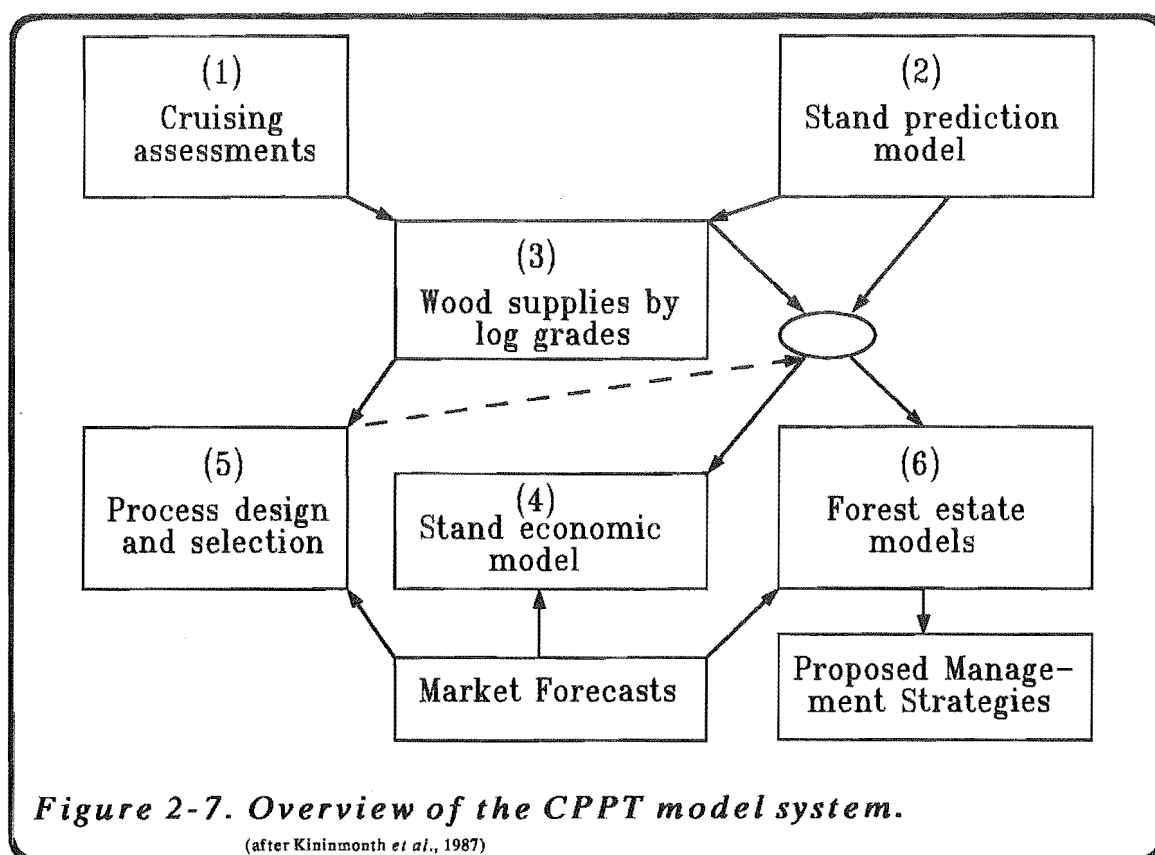 (1)
Cruising
assessments
(2)
Stand prediction
model
(3)
Wood supplies by
log grades
(5)
Process design
and selection
(4)
Stand economic
model
(6)
Forest estate
models
Market Forecasts
Proposed Manage-
ment Strategies
Figure 2-7. Overview of the CPPT model system.
(after Kininmonth et al., 1987)